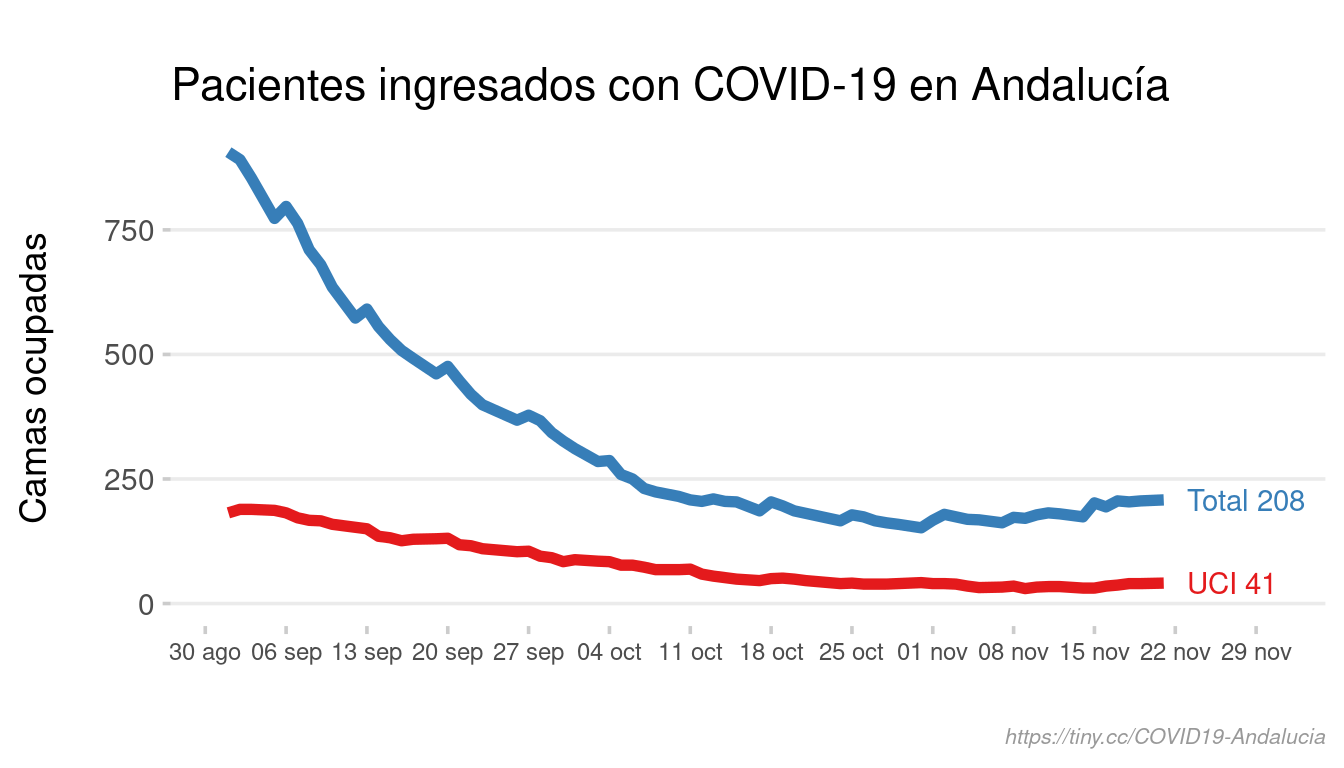 Pacientes ingresados con COVID-19 en Andalucía
Camas ocupadas
750
500
250
0
Total 208
UCI 41
30 ago 06 sep 13 sep 20 sep 27 sep 04 oct 11 oct 18 oct 25 oct 01 nov 08 nov 15 nov 22 nov 29 nov
https://tiny.cc/COVID19-Andalucia